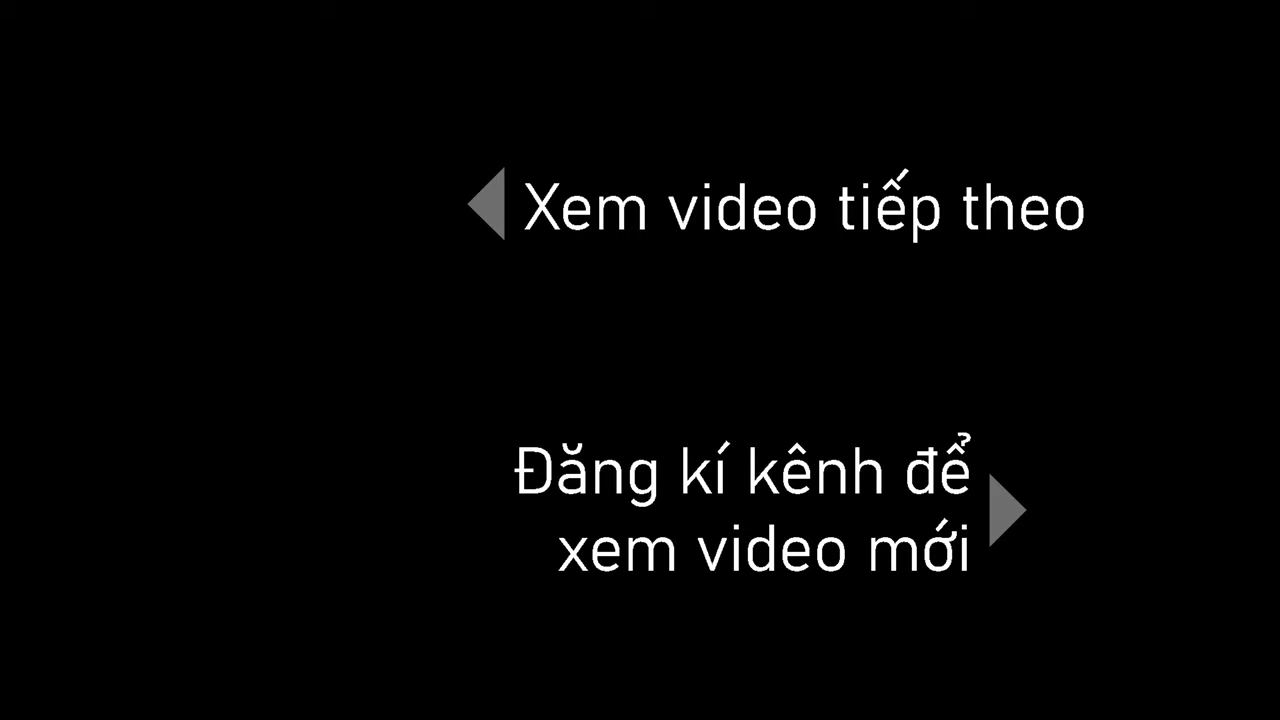 Xem video tiếp theo
Đăng kí kênh để
xem video mới